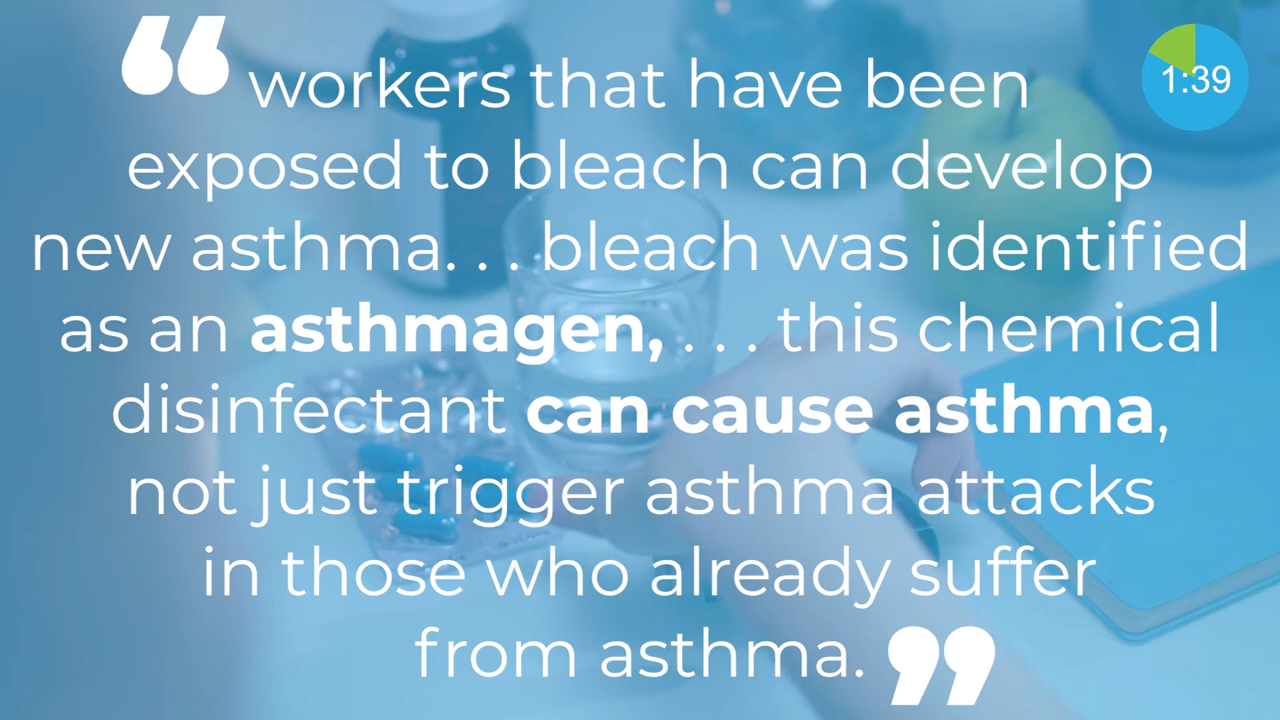 “workers that have been
exposed to bleach can develop
new asthma. . . bleach was identified
as an asthmagen, . . . this chemical
disinfectant can cause asthma,
not just trigger asthma attacks
in those who already suffer
from asthma.”
1:39